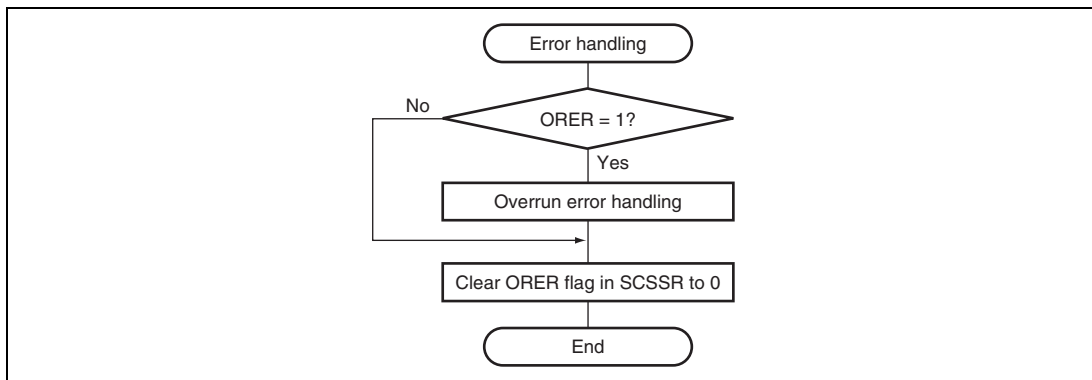 Error handling
No
ORER = 1?
Yes
Overrun error handling
Clear ORER flag in SCSSR to 0
End